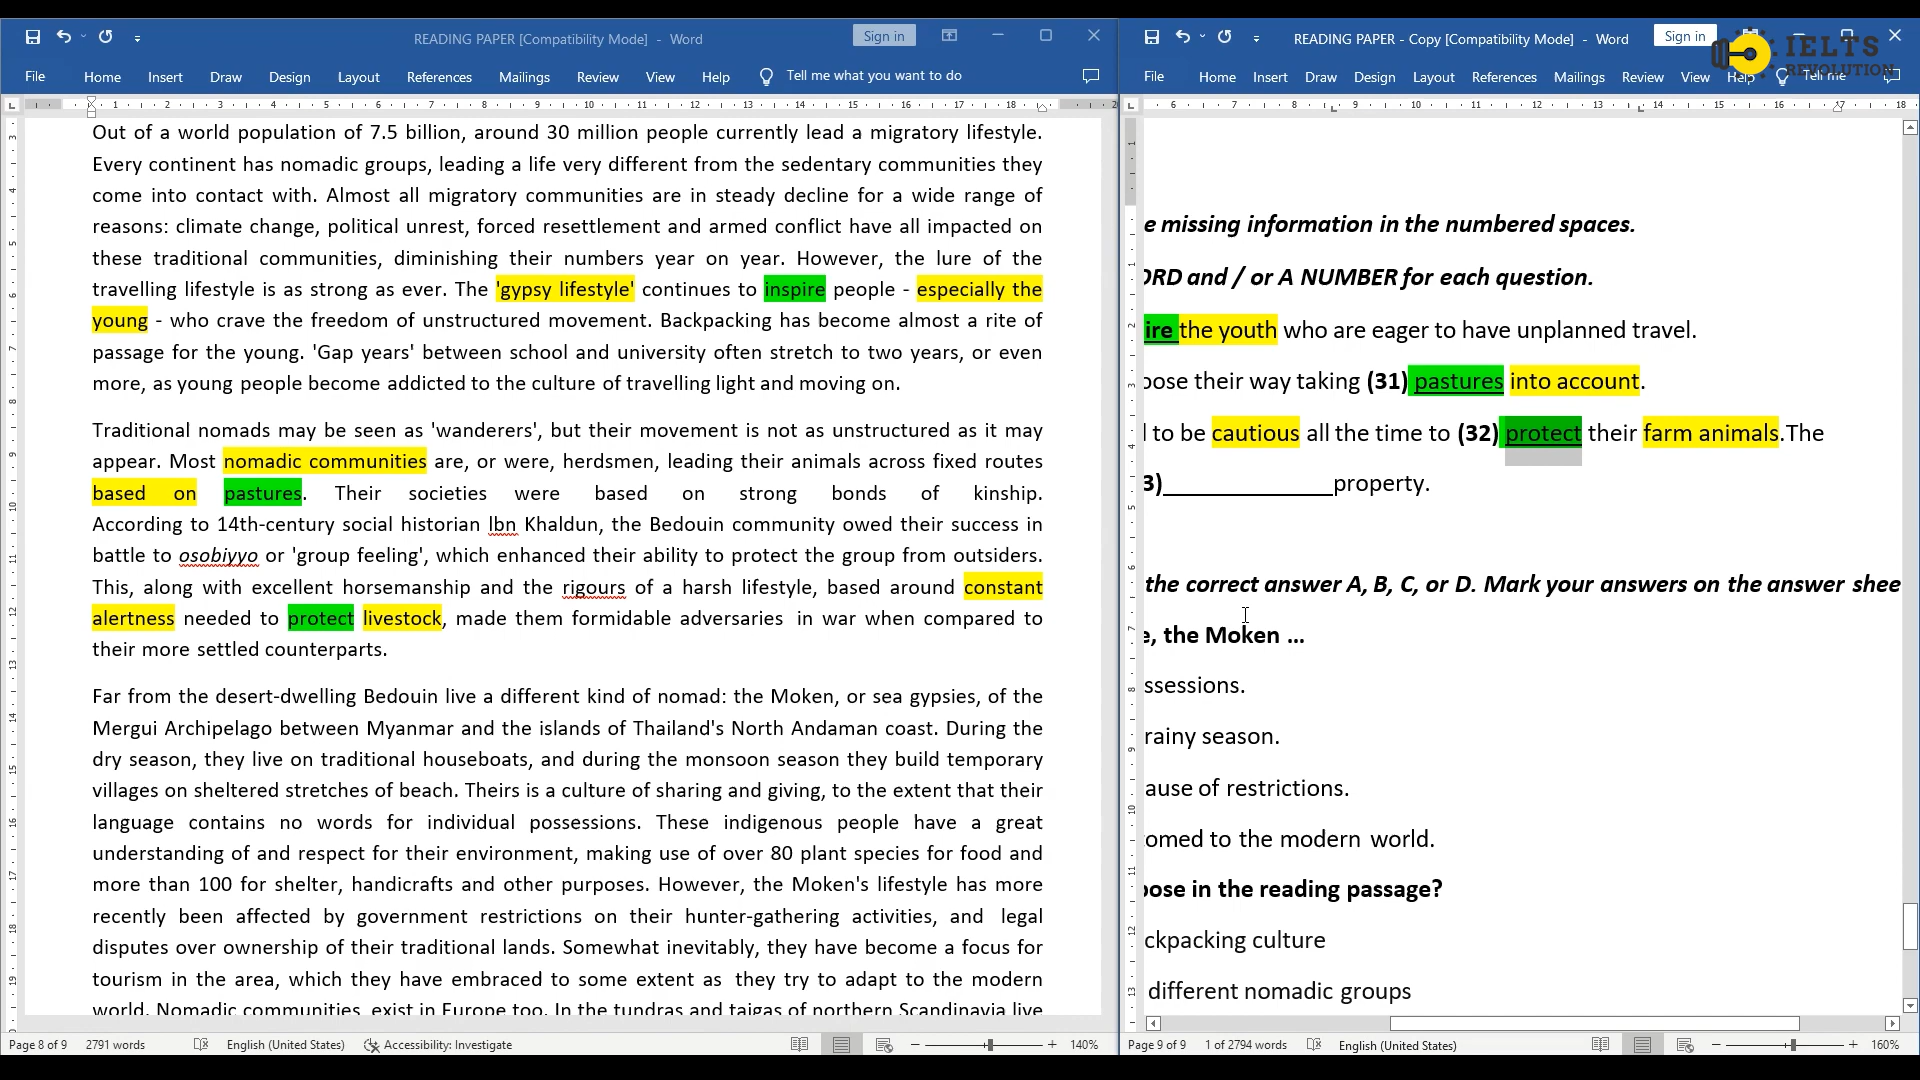 READING PAPER [Compatibility Mode] - Word
Sign in
File Home Insert Draw Design Layout References Mailings Review View Help Tell me what you want to do
Out of a world population of 7.5 billion, around 30 million people currently lead a migratory lifestyle.
Every continent has nomadic groups, leading a life very different from the sedentary communities they
come into contact with. Almost all migratory communities are in steady decline for a wide range of
reasons: climate change, political unrest, forced resettlement and armed conflict have all impacted on
these traditional communities, diminishing their numbers year on year. However, the lure of the
travelling lifestyle is as strong as ever. The 'gypsy lifestyle' continues to inspire people - especially the
young - who crave the freedom of unstructured movement. Backpacking has become almost a rite of
passage for the young. 'Gap years' between school and university often stretch to two years, or even
more, as young people become addicted to the culture of travelling light and moving on.
Traditional nomads may be seen as 'wanderers', but their movement is not as unstructured as it may
appear. Most nomadic communities are, or were, herdsmen, leading their animals across fixed routes
based on pastures. Their societies were based on strong bonds of kinship.
According to 14th-century social historian lbn Khaldun, the Bedouin community owed their success in
battle to osobiyyo or 'group feeling', which enhanced their ability to protect the group from outsiders.
This, along with excellent horsemanship and the rigours of a harsh lifestyle, based around constant
alertness needed to protect livestock, made them formidable adversaries in war when compared to
their more settled counterparts.
Far from the desert-dwelling Bedouin live a different kind of nomad: the Moken, or sea gypsies, of the
Mergui Archipelago between Myanmar and the islands of Thailand's North Andaman coast. During the
dry season, they live on traditional houseboats, and during the monsoon season they build temporary
villages on sheltered stretches of beach. Theirs is a culture of sharing and giving, to the extent that their
language contains no words for individual possessions. These indigenous people have a great
understanding of and respect for their environment, making use of over 80 plant species for food and
more than 100 for shelter, handicrafts and other purposes. However, the Moken's lifestyle has more
recently been affected by government restrictions on their hunter-gathering activities, and legal
disputes over ownership of their traditional lands. Somewhat inevitably, they have become a focus for
tourism in the area, which they have embraced to some extent as they try to adapt to the modern
world. Nomadic communities exist in Europe too. In the tundras and taigas of northern Scandinavia live
Page 8 of 9 2791 words English (United States) Accessibility: Investigate 140%
READING PAPER - Copy [Compatibility Mode] - Word
Sign in
IELTS
REVOLUTION
File Home Insert Draw Design Layout References Mailings Review View Help Tell me
e missing information in the numbered spaces.
ORD and / or A NUMBER for each question.
ire the youth who are eager to have unplanned travel.
oose their way taking (31) pastures into account.
l to be cautious all the time to (32) protect their farm animals.The
3)______________property.
the correct answer A, B, C, or D. Mark your answers on the answer shee
e, the Moken ...
ssessions.
rainy season.
ause of restrictions.
omed to the modern world.
oose in the reading passage?
ckpacking culture
different nomadic groups
Page 9 of 9 1 of 2794 words English (United States) 160%